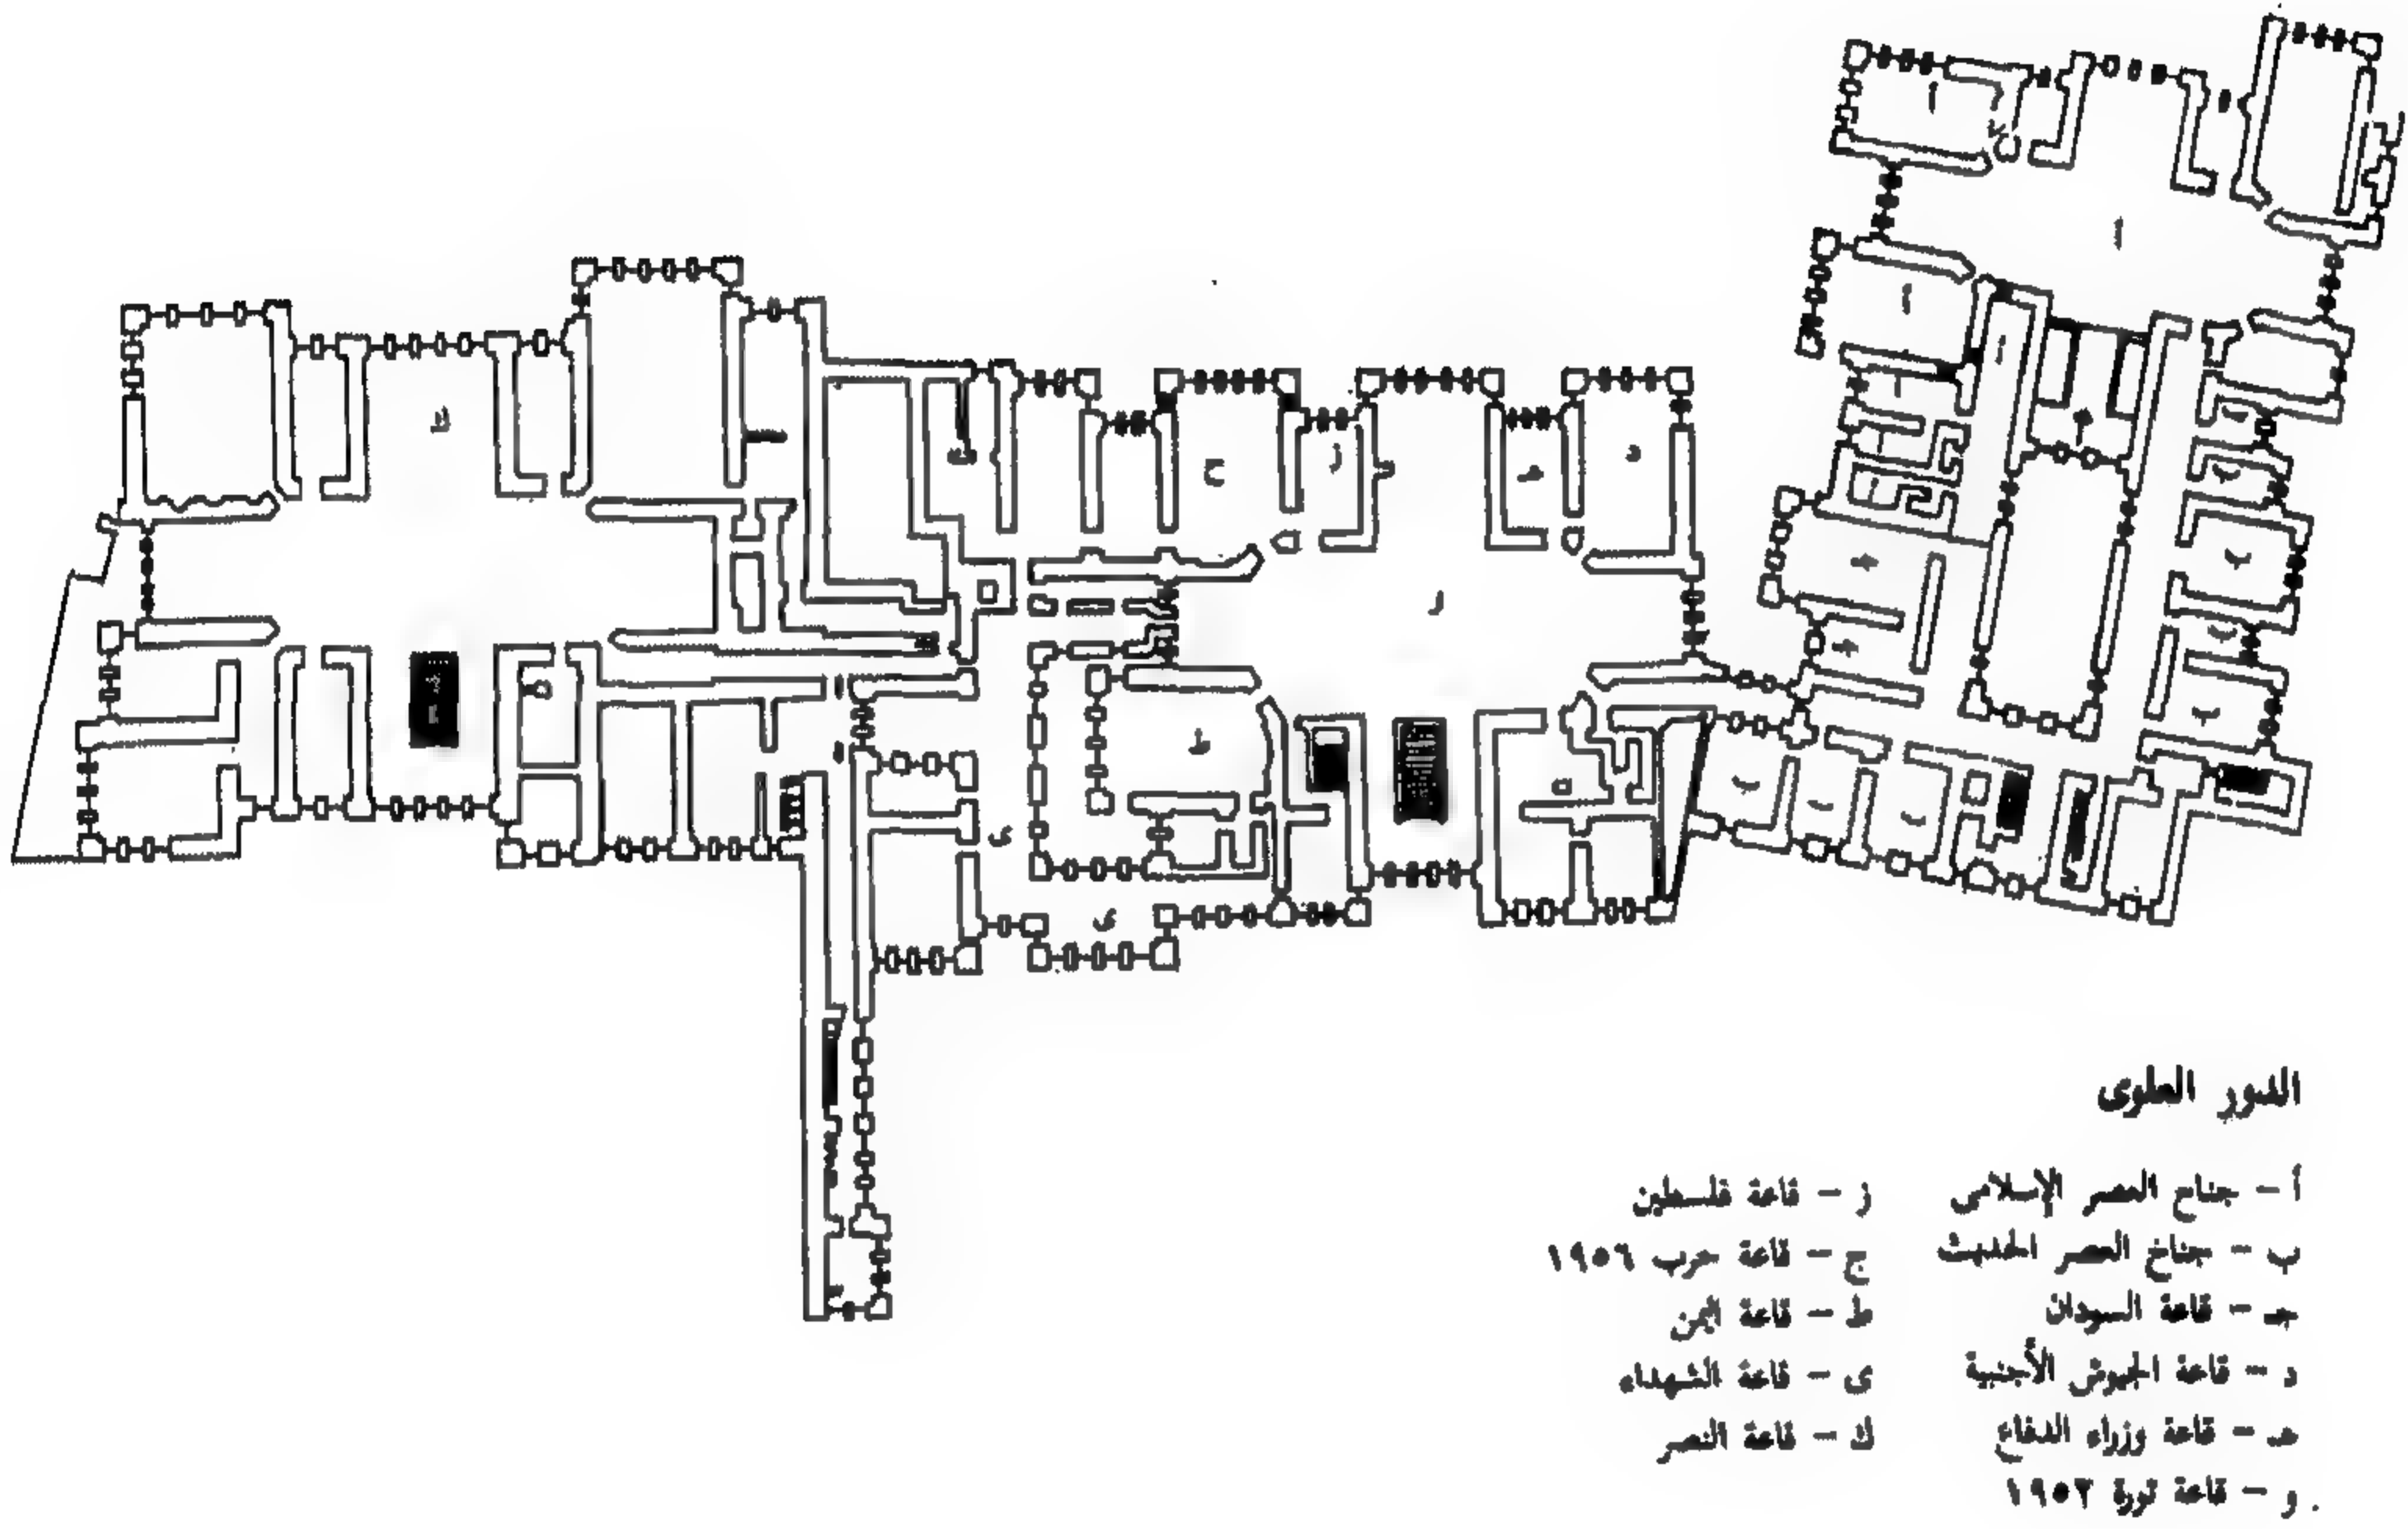 الدور العلوى
أ – جناح العصر الإسلامى
ب – جناح العصر الحديث
جـ – قاعة السودان
د – قاعة الجيوش الأجنبية
هـ – قاعة وزراء الدفاع
و – قاعة ثورة ١٩٥٢
ز – قاعة فلسطين
ح – قاعة حرب ١٩٥٦
ط – قاعة اليمن
ى – قاعة الشهداء
ك – قاعة النصر